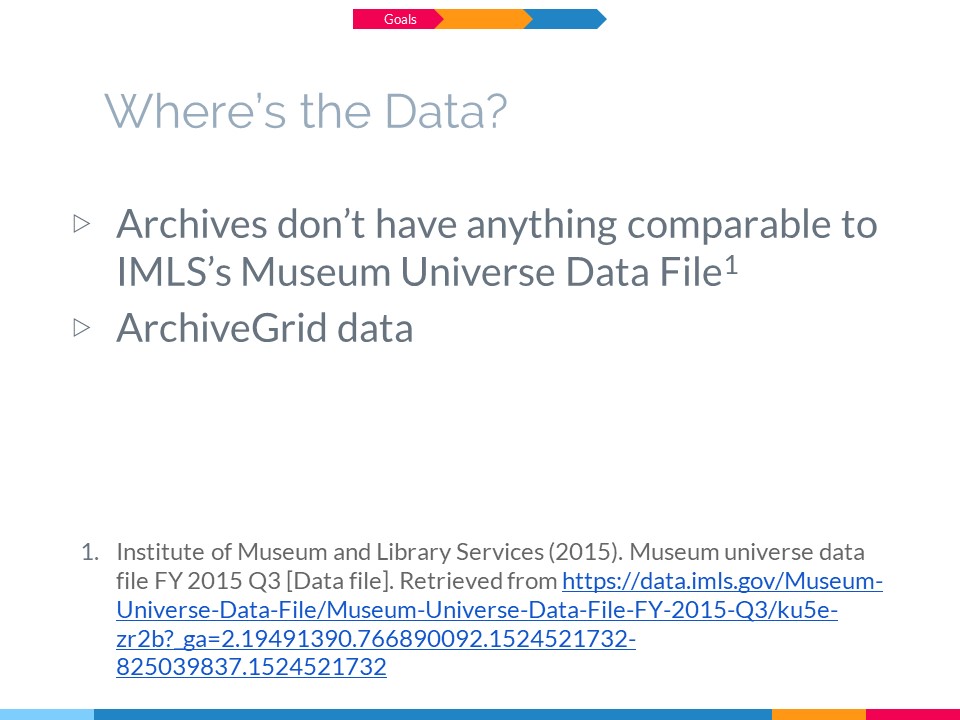 Goals
Where’s the Data?
▷ Archives don’t have anything comparable to
IMLS’s Museum Universe Data File¹
▷ ArchiveGrid data
1. Institute of Museum and Library Services (2015). Museum universe data
file FY 2015 Q3 [Data file]. Retrieved from https://data.imls.gov/Museum-
Universe-Data-File/Museum-Universe-Data-File-FY-2015-Q3/ku5e-
zr2b?_ga=2.19491390.766890092.1524521732-
825039837.1524521732